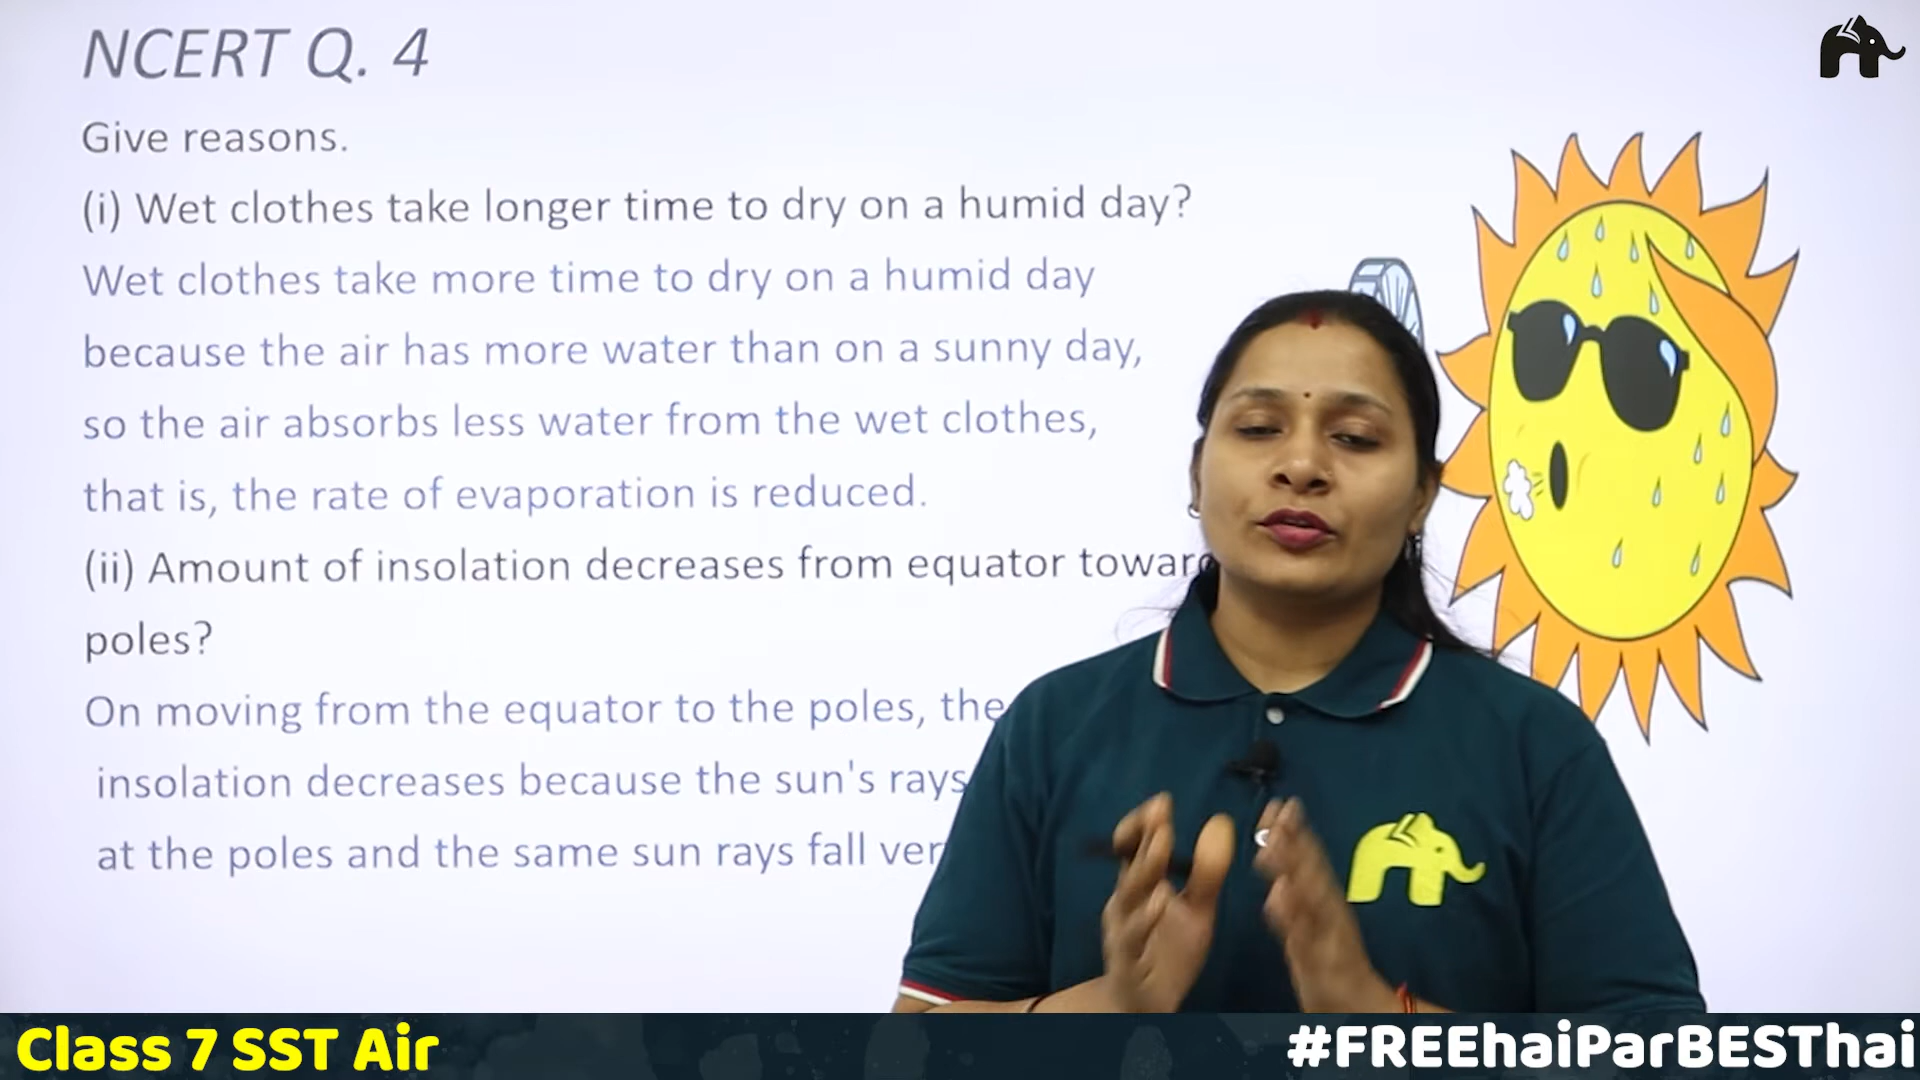 NCERT Q. 4
Give reasons.
(i) Wet clothes take longer time to dry on a humid day?
Wet clothes take more time to dry on a humid day
because the air has more water than on a sunny day,
so the air absorbs less water from the wet clothes,
that is, the rate of evaporation is reduced.
(ii) Amount of insolation decreases from equator
poles?
On moving from the equator to the poles, the
insolation decreases because the sun's rays
at the poles and the same sun rays fall
Class 7 SST Air
#FREEhaiParBESThai